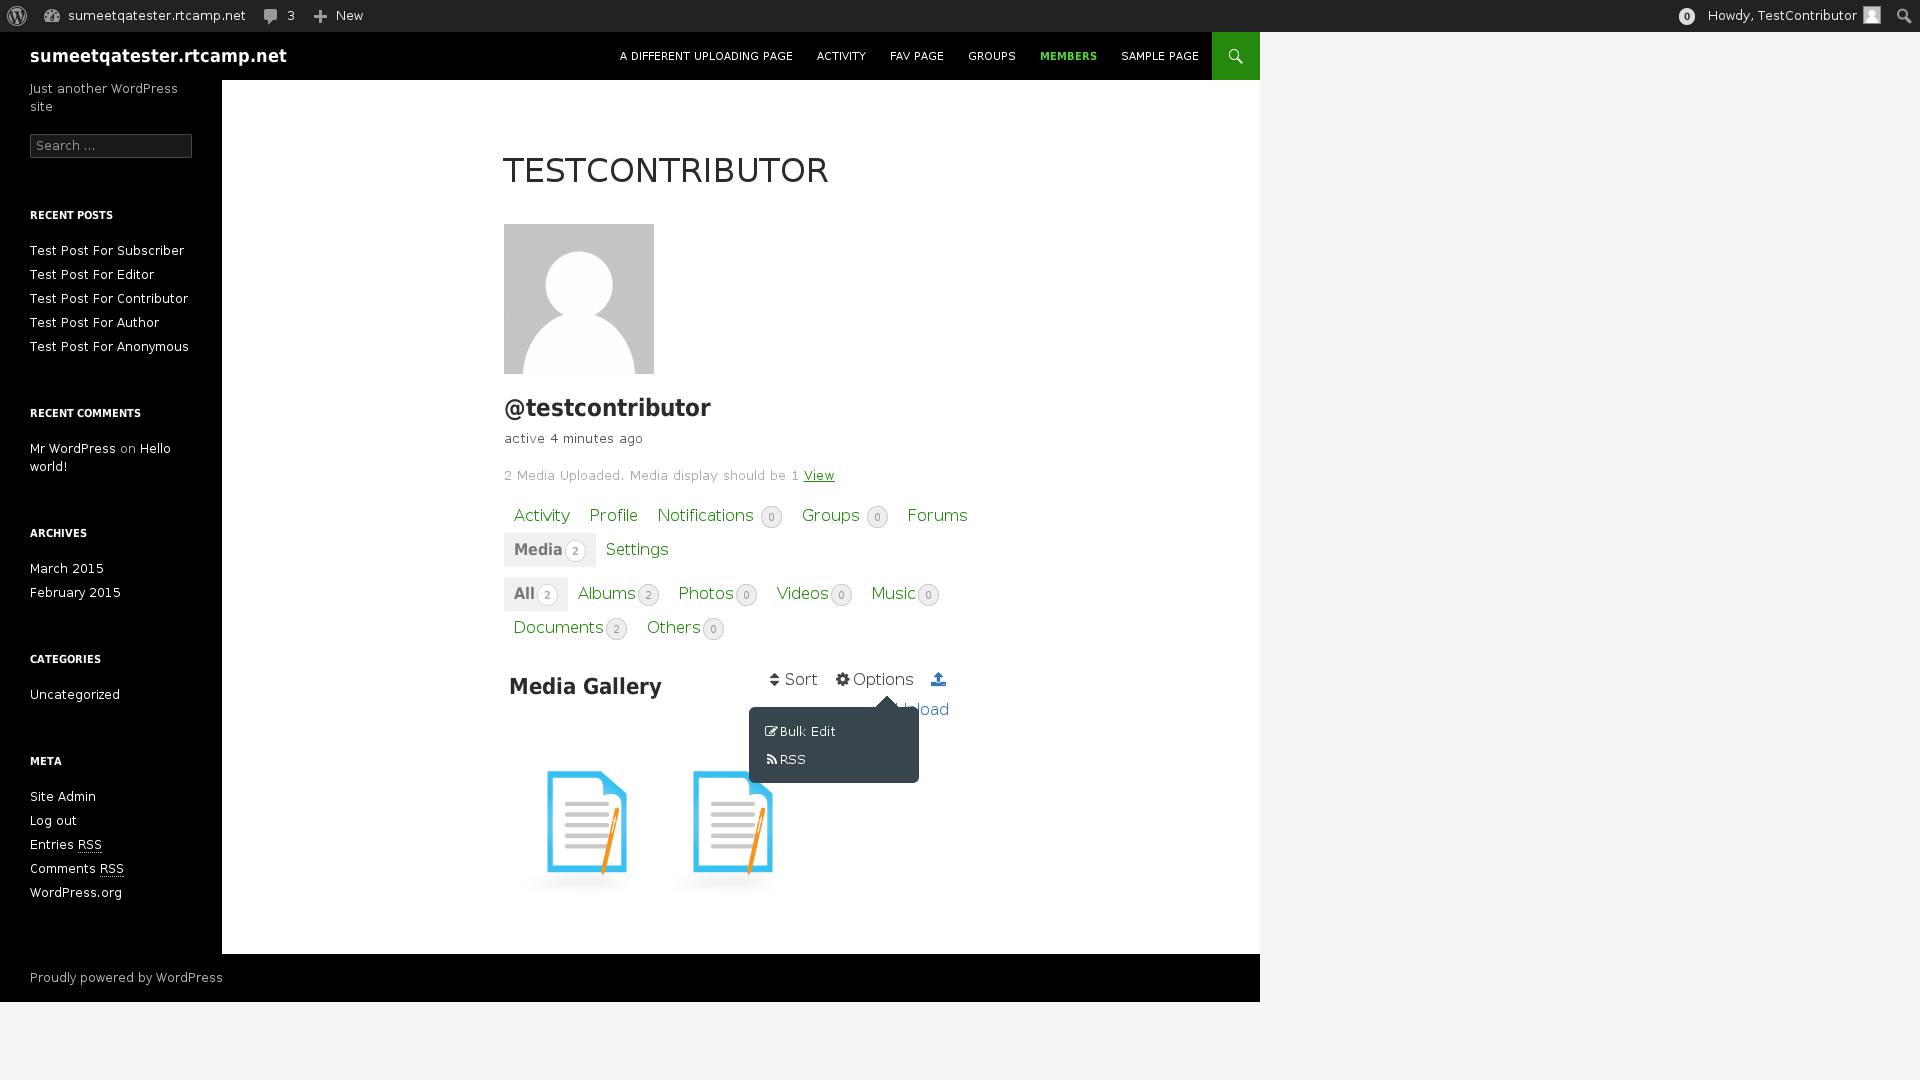 sumeetqatester.rtcamp.net 3 New 0 Howdy, TestContributor
sumeetqatester.rtcamp.net A DIFFERENT UPLOADING PAGE ACTIVITY FAV PAGE GROUPS MEMBERS SAMPLE PAGE
Just another WordPress
site
Search ...
RECENT POSTS
Test Post For Subscriber
Test Post For Editor
Test Post For Contributor
Test Post For Author
Test Post For Anonymous
RECENT COMMENTS
Mr WordPress on Hello
world!
ARCHIVES
March 2015
February 2015
CATEGORIES
Uncategorized
META
Site Admin
Log out
Entries RSS
Comments RSS
WordPress.org
TESTCONTRIBUTOR
@testcontributor
active 4 minutes ago
2 Media Uploaded. Media display should be 1 View
Activity Profile Notifications 0 Groups 0 Forums
Media 2 Settings
All 2 Albums 2 Photos 0 Videos 0 Music 0
Documents 2 Others 0
Media Gallery Sort Options
Bulk Edit
RSS
Proudly powered by WordPress